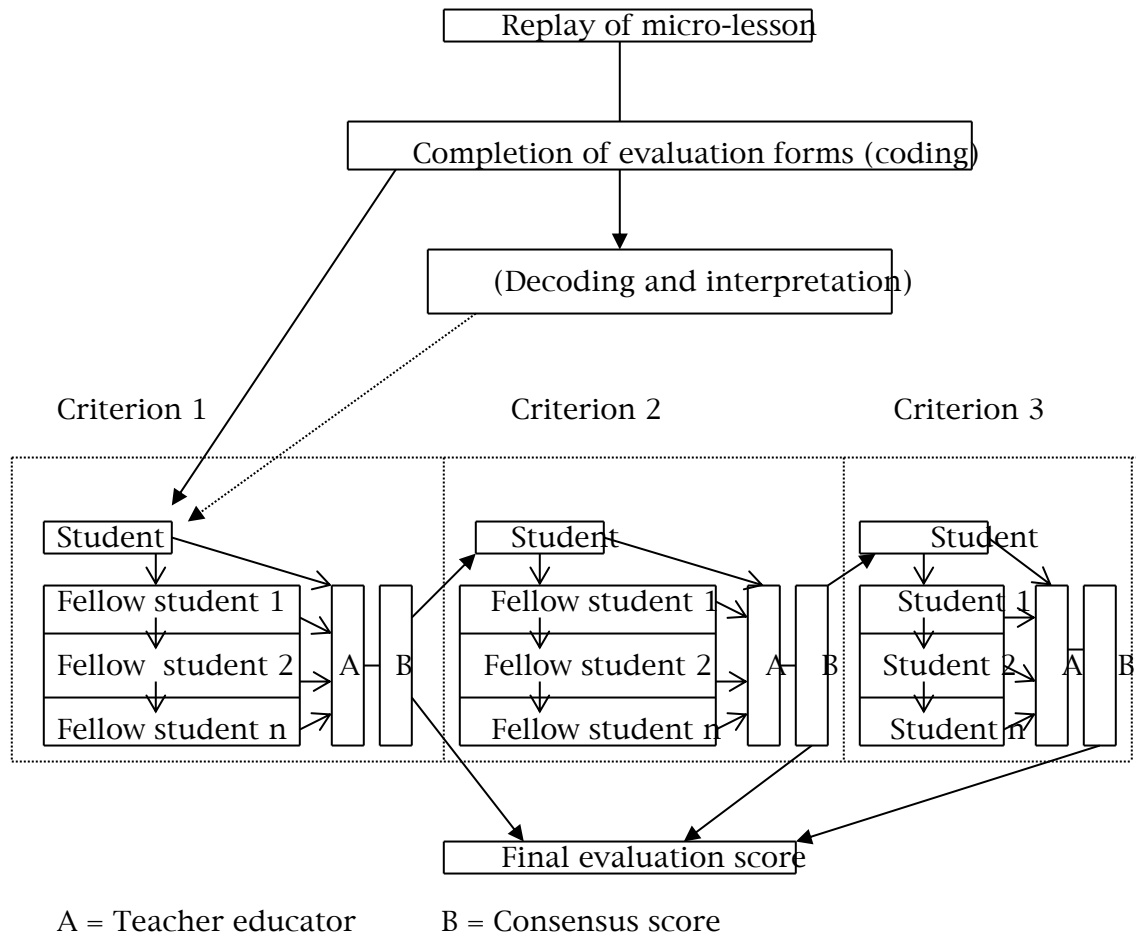 Replay of micro-lesson
Completion of evaluation forms (coding)
(Decoding and interpretation)
Criterion 1 Criterion 2 Criterion 3
Student Student Student
Fellow student 1 Fellow student 1 Student 1
Fellow student 2 A B Fellow student 2 A B Student 2 A B
Fellow student n Fellow student n Student n
Final evaluation score
A = Teacher educator B = Consensus score